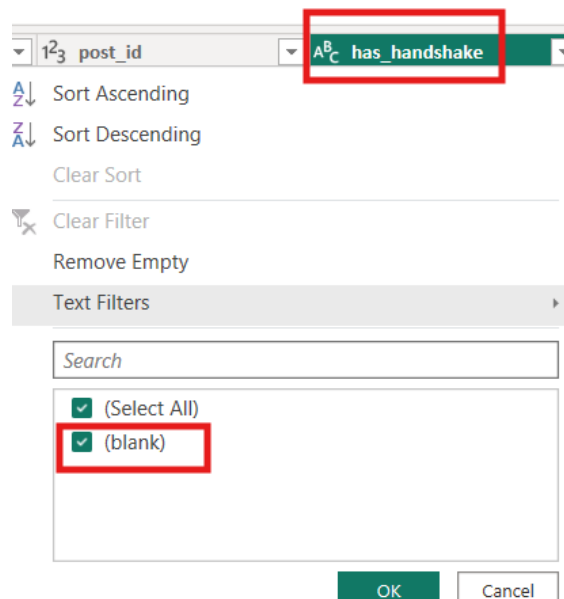 1²3 post_id ABC has_handshake
Sort Ascending
Sort Descending
Clear Sort
Clear Filter
Remove Empty
Text Filters
Search
(Select All)
(blank)
OK Cancel